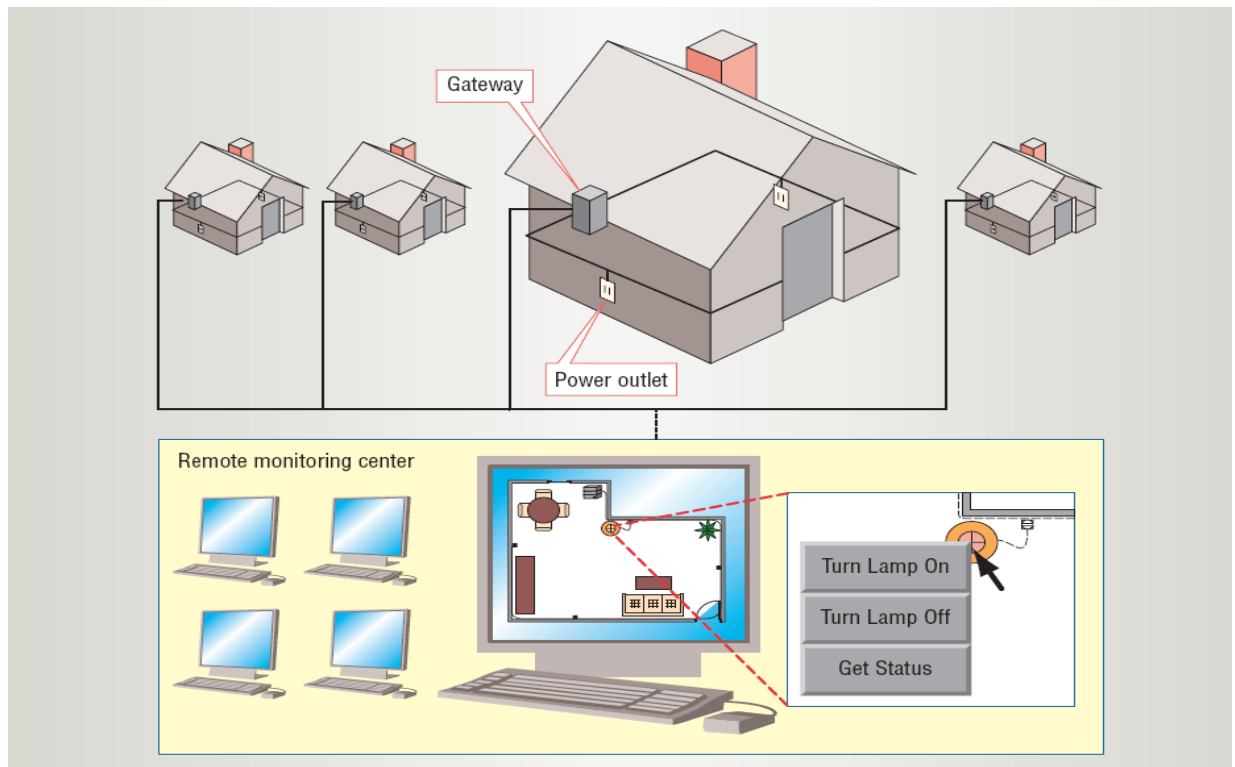 Gateway
Power outlet
Remote monitoring center
Turn Lamp On
Turn Lamp Off
Get Status